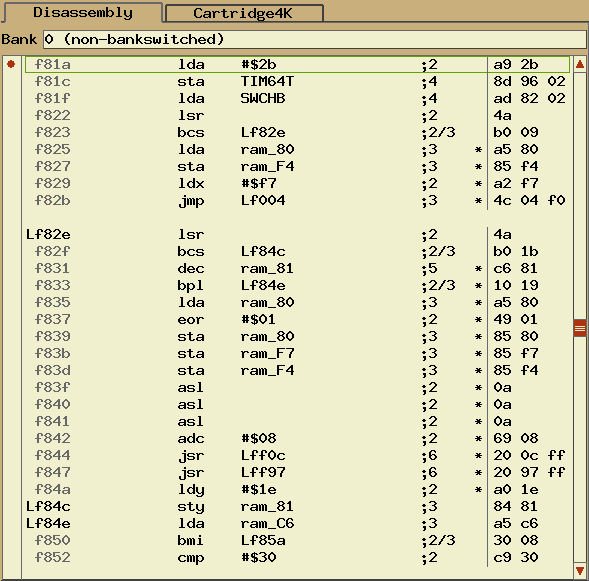 Disassembly Cartridge4K
Bank 0 (non-bankswitched)
f81a lda #$2b ;2 a9 2b
f81c sta TIM64T ;4 8d 96 02
f81f lda SWCHB ;4 ad 82 02
f822 lsr ;2 4a
f823 bcs Lf82e ;2/3 b0 09
f825 lda ram_80 ;3 * a5 80
f827 sta ram_F4 ;3 * 85 f4
f829 ldx #$f7 ;2 * a2 f7
f82b jmp Lf004 ;3 * 4c 04 f0
Lf82e lsr ;2 4a
f82f bcs Lf84c ;2/3 b0 1b
f831 dec ram_81 ;5 * c6 81
f833 bpl Lf84e ;2/3 * 10 19
f835 lda ram_80 ;3 * a5 80
f837 eor #$01 ;2 * 49 01
f839 sta ram_80 ;3 * 85 80
f83b sta ram_F7 ;3 * 85 f7
f83d sta ram_F4 ;3 * 85 f4
f83f asl ;2 * 0a
f840 asl ;2 * 0a
f841 asl ;2 * 0a
f842 adc #$08 ;2 * 69 08
f844 jsr Lff0c ;6 * 20 0c ff
f847 jsr Lff97 ;6 * 20 97 ff
f84a ldy #$1e ;2 * a0 1e
Lf84c sty ram_81 ;3 84 81
Lf84e lda ram_C6 ;3 a5 c6
f850 bmi Lf85a ;2/3 30 08
f852 cmp #$30 ;2 c9 30